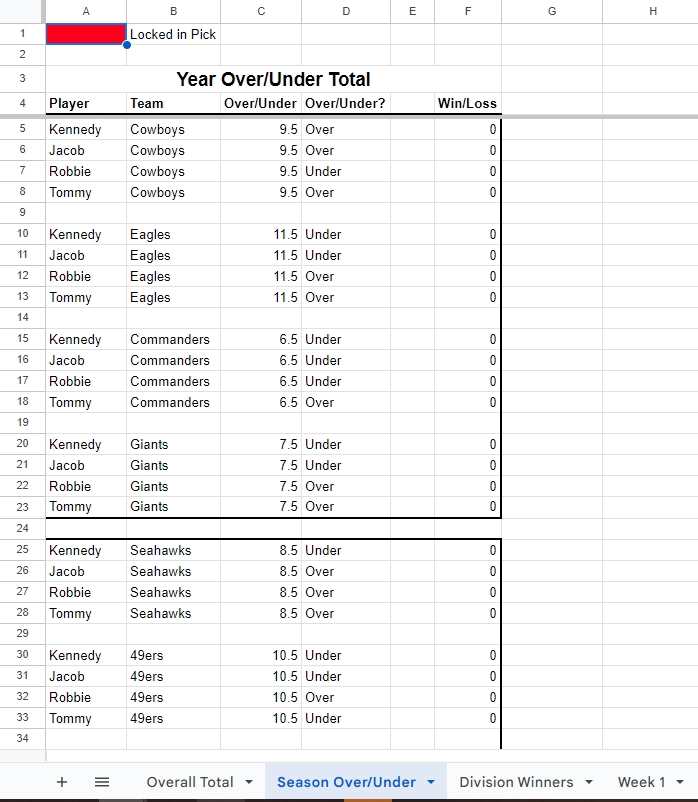 A B C D E F G H
1 Locked in Pick
2
3 Year Over/Under Total
4 Player Team Over/Under Over/Under? Win/Loss
5 Kennedy Cowboys 9.5 Over 0
6 Jacob Cowboys 9.5 Over 0
7 Robbie Cowboys 9.5 Under 0
8 Tommy Cowboys 9.5 Over 0
9
10 Kennedy Eagles 11.5 Under 0
11 Jacob Eagles 11.5 Under 0
12 Robbie Eagles 11.5 Over 0
13 Tommy Eagles 11.5 Over 0
14
15 Kennedy Commanders 6.5 Under 0
16 Jacob Commanders 6.5 Under 0
17 Robbie Commanders 6.5 Under 0
18 Tommy Commanders 6.5 Over 0
19
20 Kennedy Giants 7.5 Under 0
21 Jacob Giants 7.5 Under 0
22 Robbie Giants 7.5 Over 0
23 Tommy Giants 7.5 Over 0
24
25 Kennedy Seahawks 8.5 Under 0
26 Jacob Seahawks 8.5 Over 0
27 Robbie Seahawks 8.5 Over 0
28 Tommy Seahawks 8.5 Over 0
29
30 Kennedy 49ers 10.5 Under 0
31 Jacob 49ers 10.5 Under 0
32 Robbie 49ers 10.5 Over 0
33 Tommy 49ers 10.5 Under 0
34
+ Overall Total Season Over/Under Division Winners Week 1